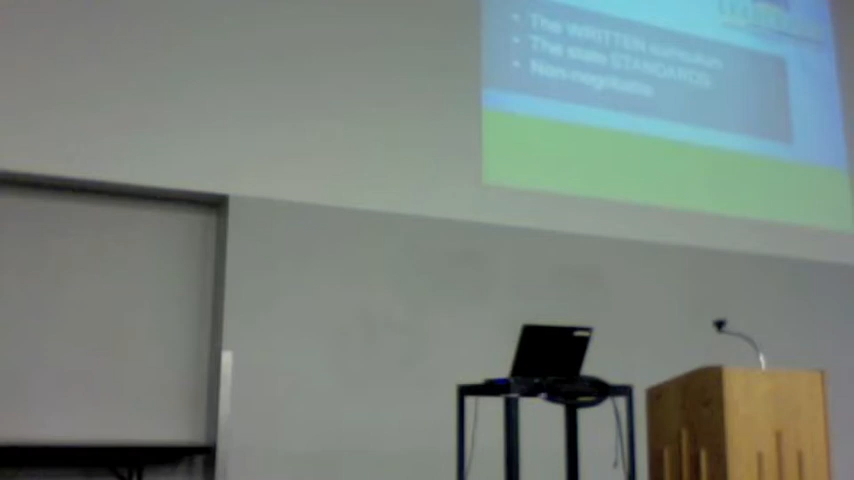 • The WRITTEN curriculum
• The state STANDARDS
• Non-negotiable